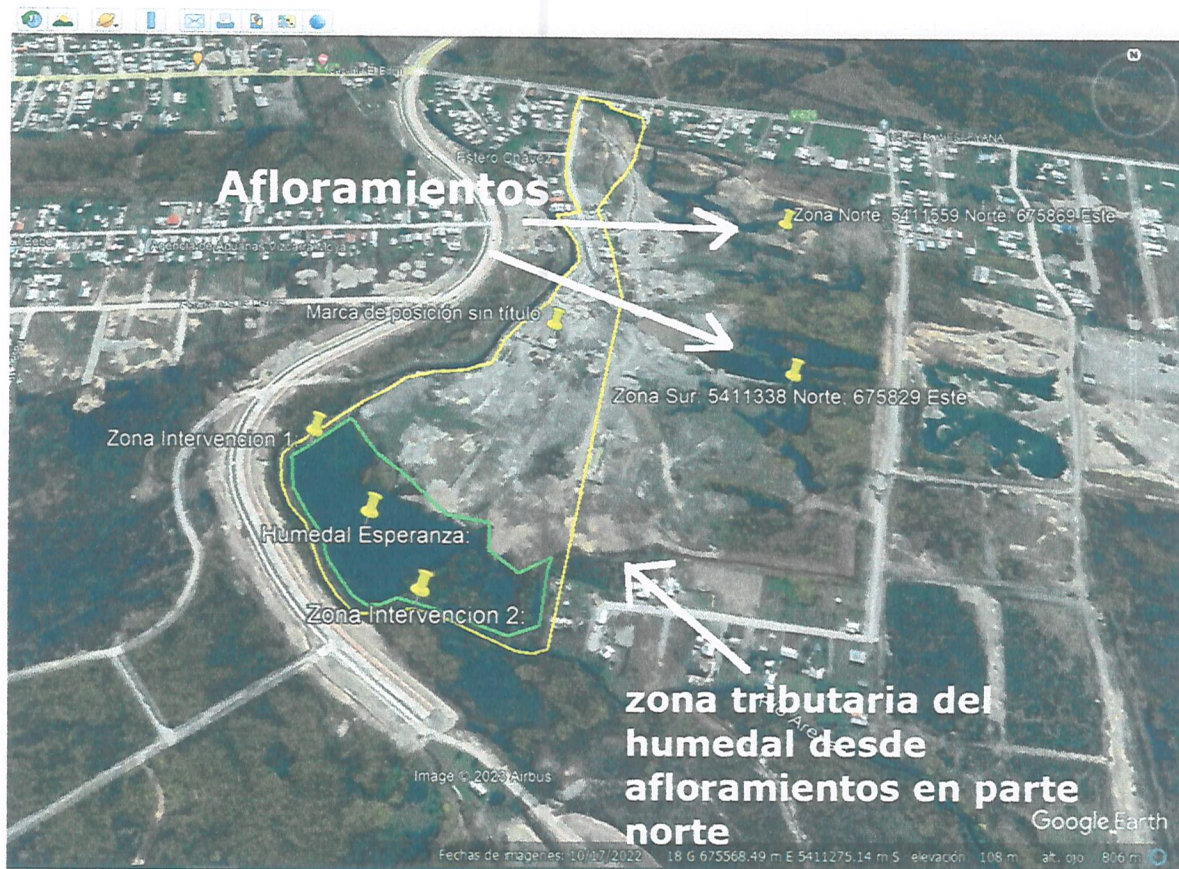 N
Estero Chávez
Afloramientos
Zona Norte: 5411559 Norte; 675869 Este
Marca de posición sin título
Zona Sur: 5411338 Norte; 675829 Este
Zona Intervencion 1
Humedal Esperanza:
Zona Intervencion 2:
zona tributaria del
humedal desde
afloramientos en parte
norte
Image © 2023 Airbus
Google Earth
Fechas de imágenes: 10/17/2022 18 G 675568.49 m E 5411275.14 m S elevación 108 m alt. ojo 806 m